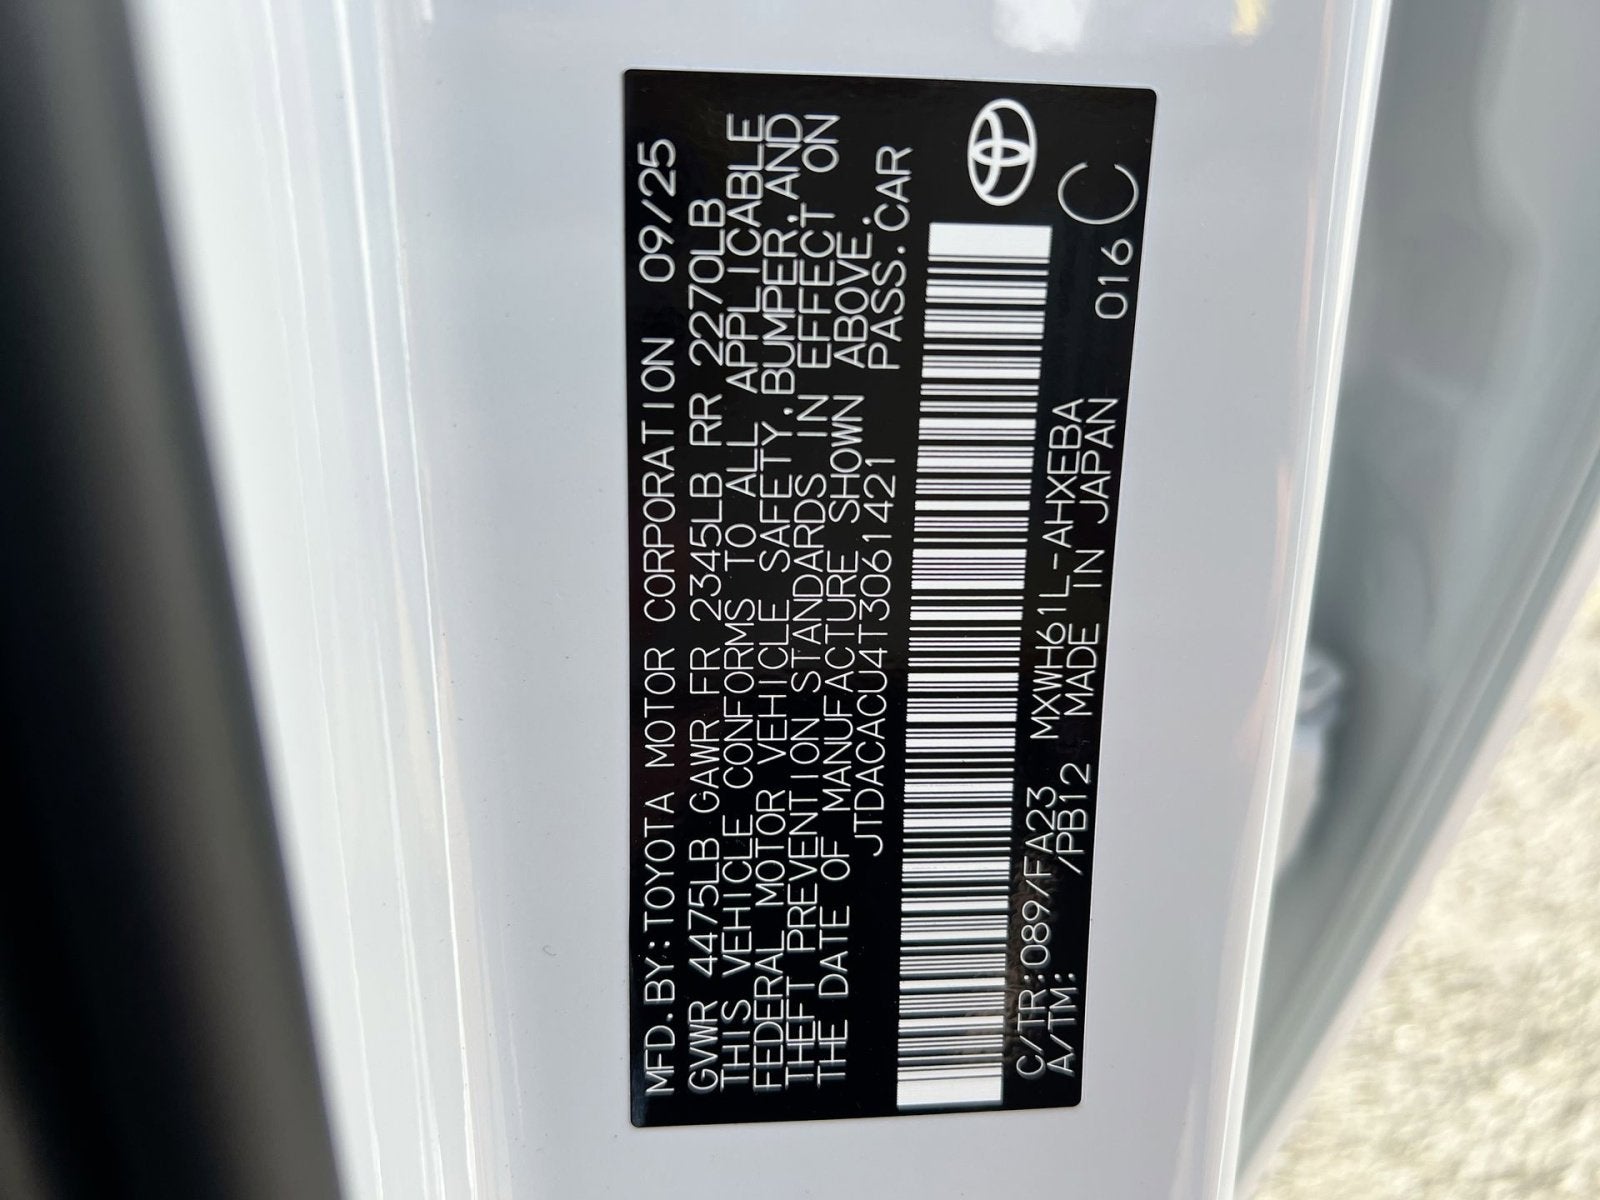 MFD.BY:TOYOTA MOTOR CORPORATION 09/25
GVWR 4475LB GAWR FR 2345LB RR 2270LB
THIS VEHICLE CONFORMS TO ALL APPLICABLE
FEDERAL MOTOR VEHICLE SAFETY, BUMPER, AND
THEFT PREVENTION STANDARDS IN EFFECT ON
THE DATE OF MANUFACTURE SHOWN ABOVE.
JTDACACU4T3061421 PASS.CAR
C/TR:089/FA23 MXWH61L-AHXEBA 016 C
A/TM: /PB12 MADE IN JAPAN